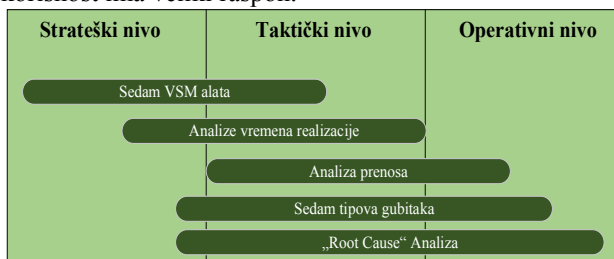 Strateški nivo Taktički nivo Operativni nivo
Sedam VSM alata
Analize vremena realizacije
Analiza prenosa
Sedam tipova gubitaka
„Root Cause“ Analiza